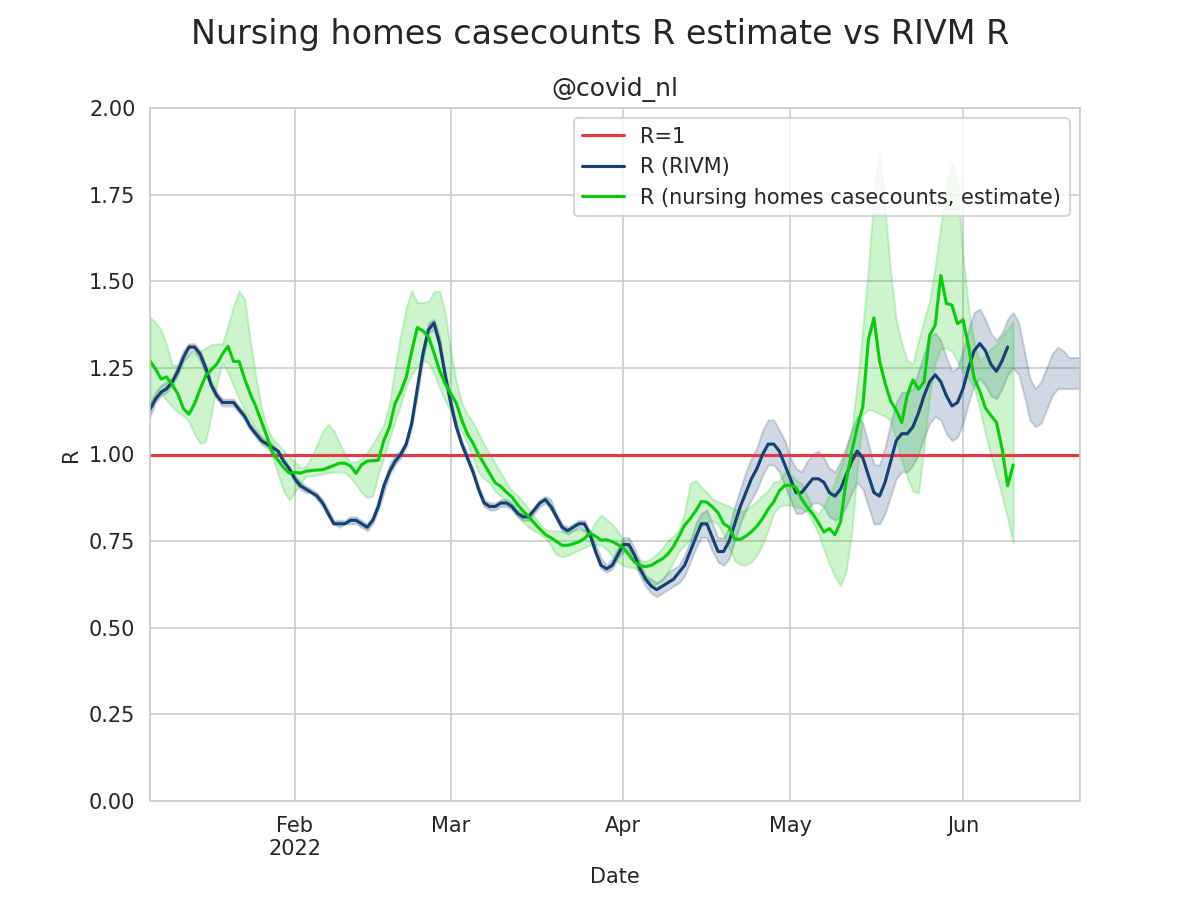 Nursing homes casecounts R estimate vs RIVM R
@covid_nl
R=1
R (RIVM)
R (nursing homes casecounts, estimate)
2.00
1.75
1.50
1.25
1.00
0.75
0.50
0.25
0.00
R
Feb
2022
Mar
Apr
May
Jun
Date